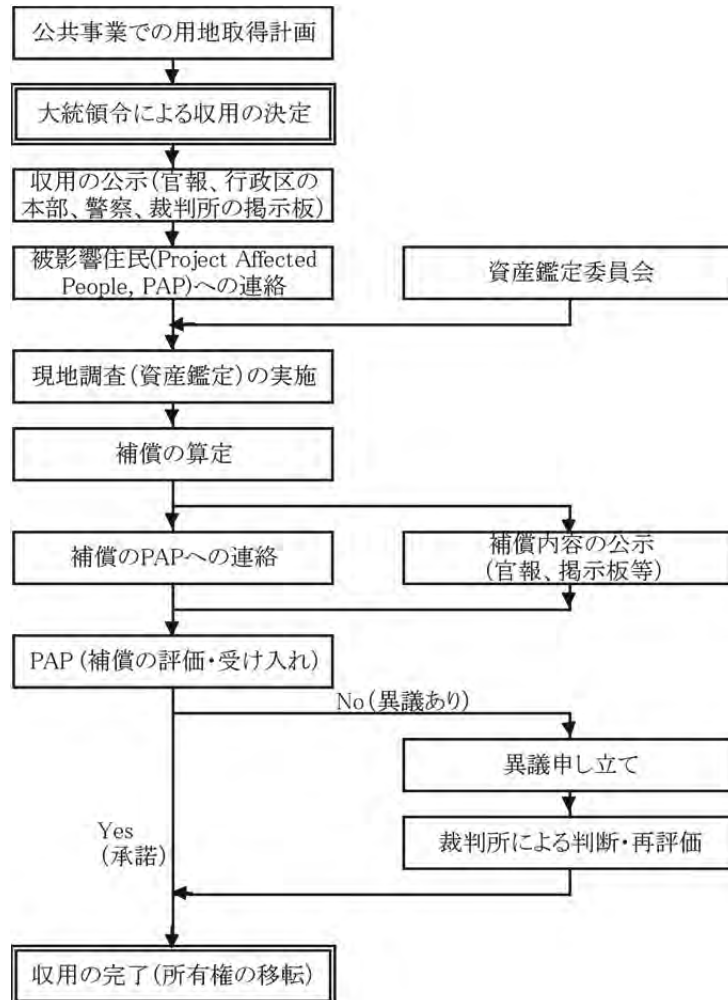 公共事業での用地取得計画
大統領令による収用の決定
収用の公示(官報、行政区の
本部、警察、裁判所の掲示板)
被影響住民(Project Affected
People, PAP)への連絡
資産鑑定委員会
現地調査(資産鑑定)の実施
補償の算定
補償のPAPへの連絡
補償内容の公示
(官報、掲示板等)
PAP(補償の評価・受け入れ)
No(異議あり)
異議申し立て
Yes
(承諾)
裁判所による判断・再評価
収用の完了(所有権の移転)